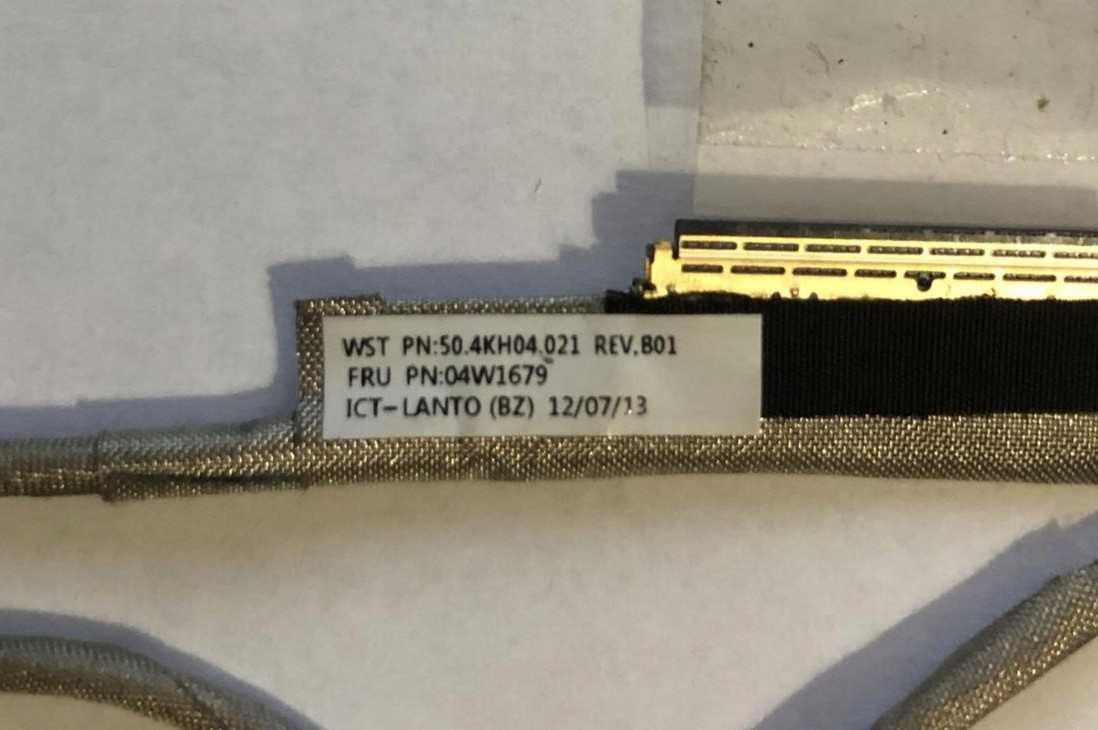 WST PN:50.4KH04.021 REV.B01
FRU PN:04W1679
ICT-LANTO (BZ) 12/07/13